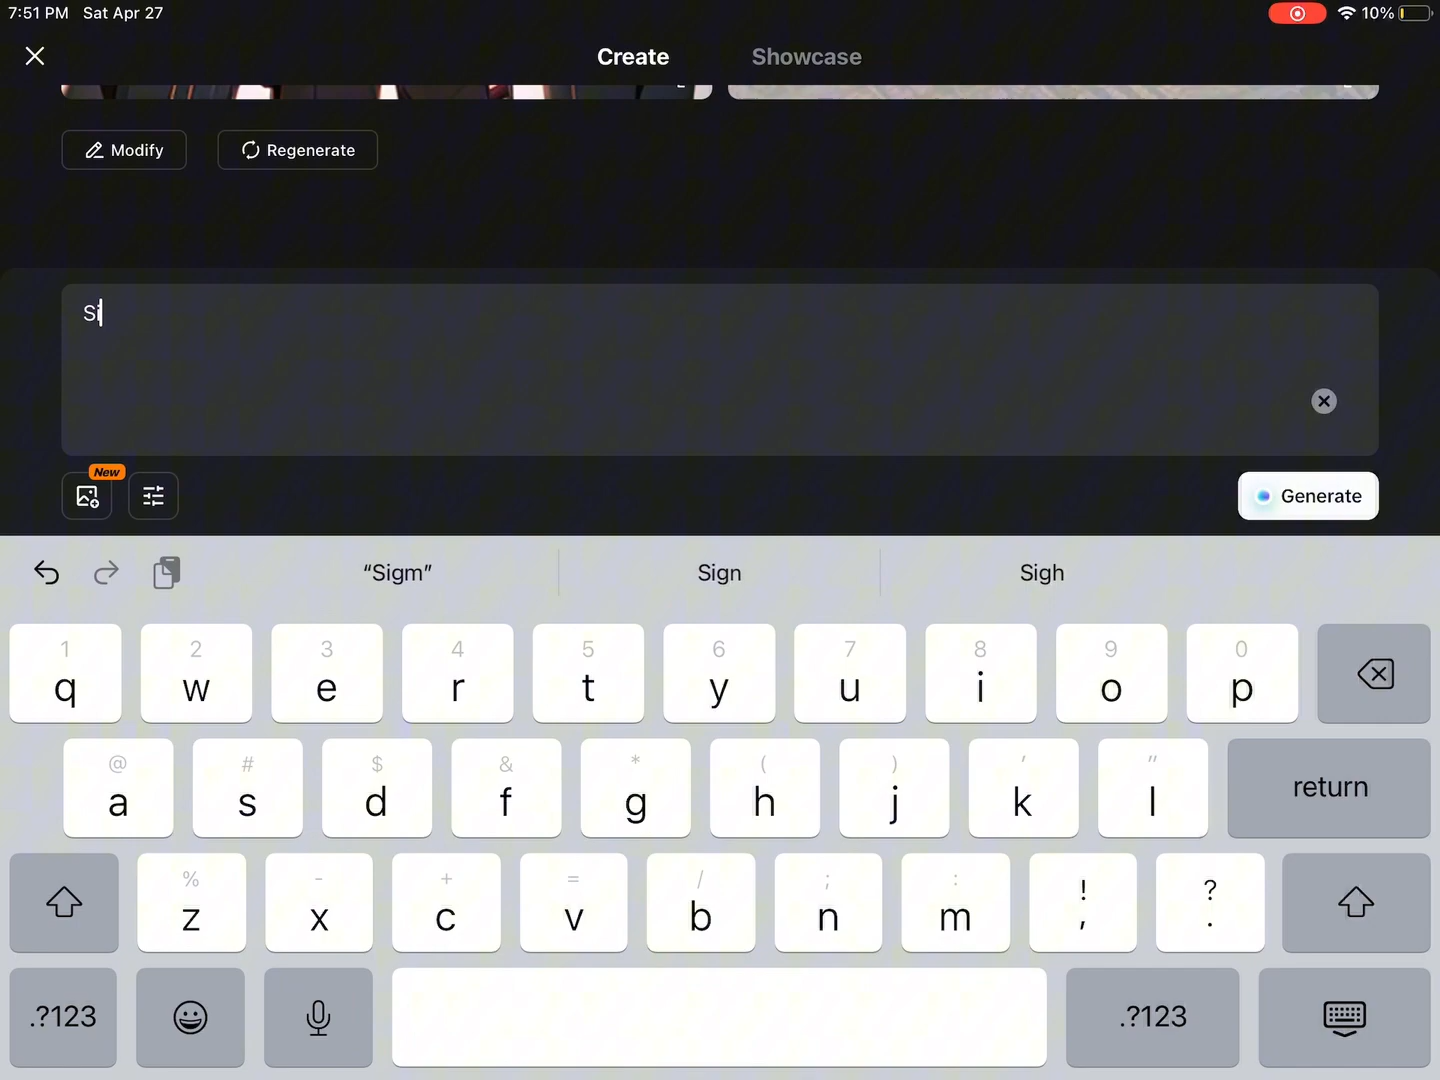 7:51 PM Sat Apr 27
10%
Create Showcase
Modify Regenerate
Si
New
Generate
“Sigm” Sign Sigh
1 2 3 4 5 6 7 8 9 0
q w e r t y u i o p
@ # $ & * ( ) ' "
a s d f g h j k l return
% - + = / ; : ! ?
z x c v b n m , .
.?123 .?123